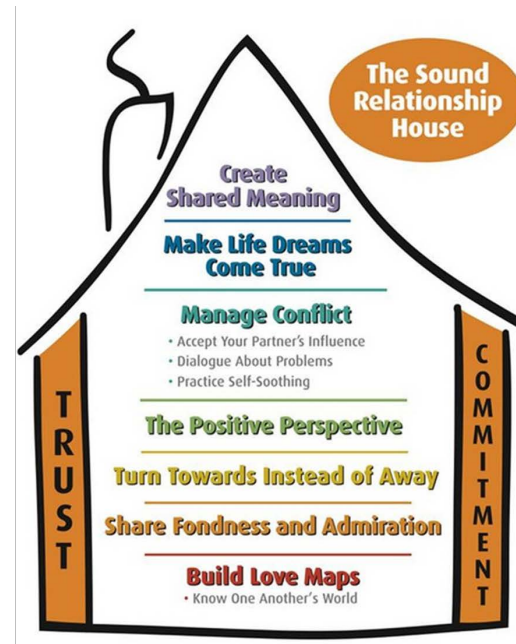 The Sound
Relationship
House
Create
Shared Meaning
Make Life Dreams
Come True
Manage Conflict
• Accept Your Partner's Influence
• Dialogue About Problems
• Practice Self-Soothing
The Positive Perspective
Turn Towards Instead of Away
Share Fondness and Admiration
Build Love Maps
• Know One Another's World
TRUST
COMMITMENT